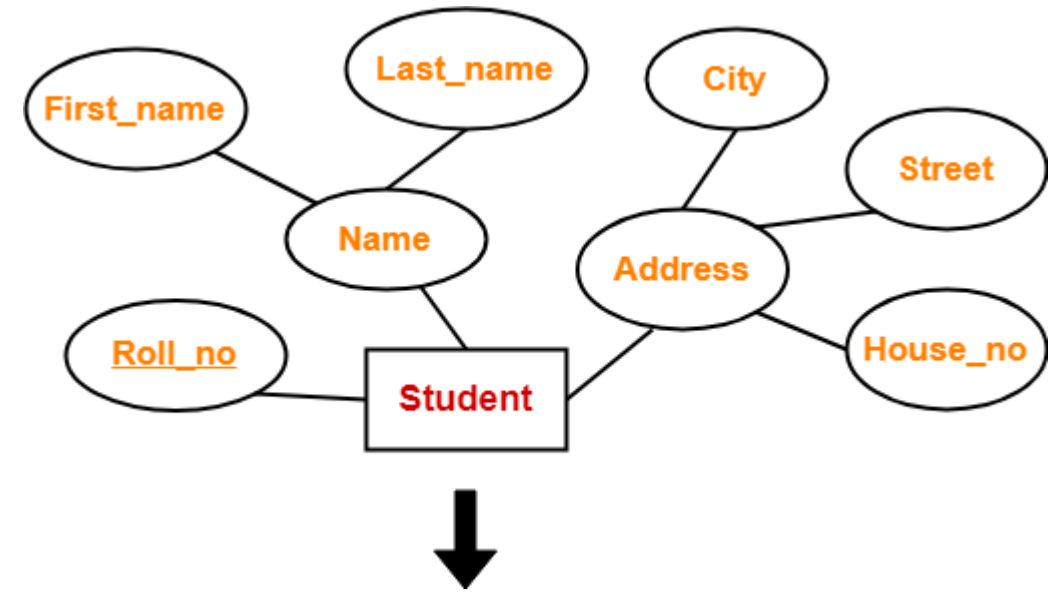 Last_name
City
First_name
Street
Name
Address
Roll_no
House_no
Student